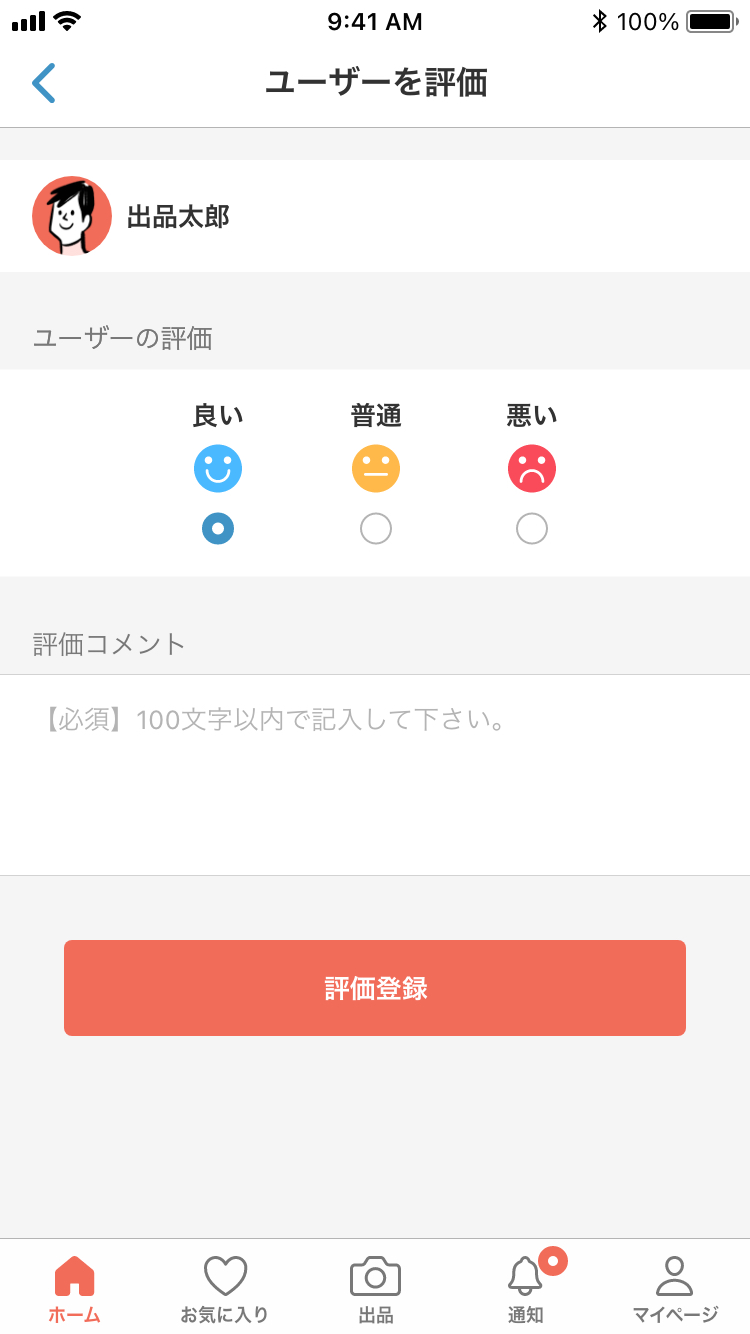 9:41 AM
100%
ユーザーを評価
出品太郎
ユーザーの評価
良い 普通 悪い
評価コメント
【必須】100文字以内で記入して下さい。
評価登録
ホーム お気に入り 出品 通知 マイページ